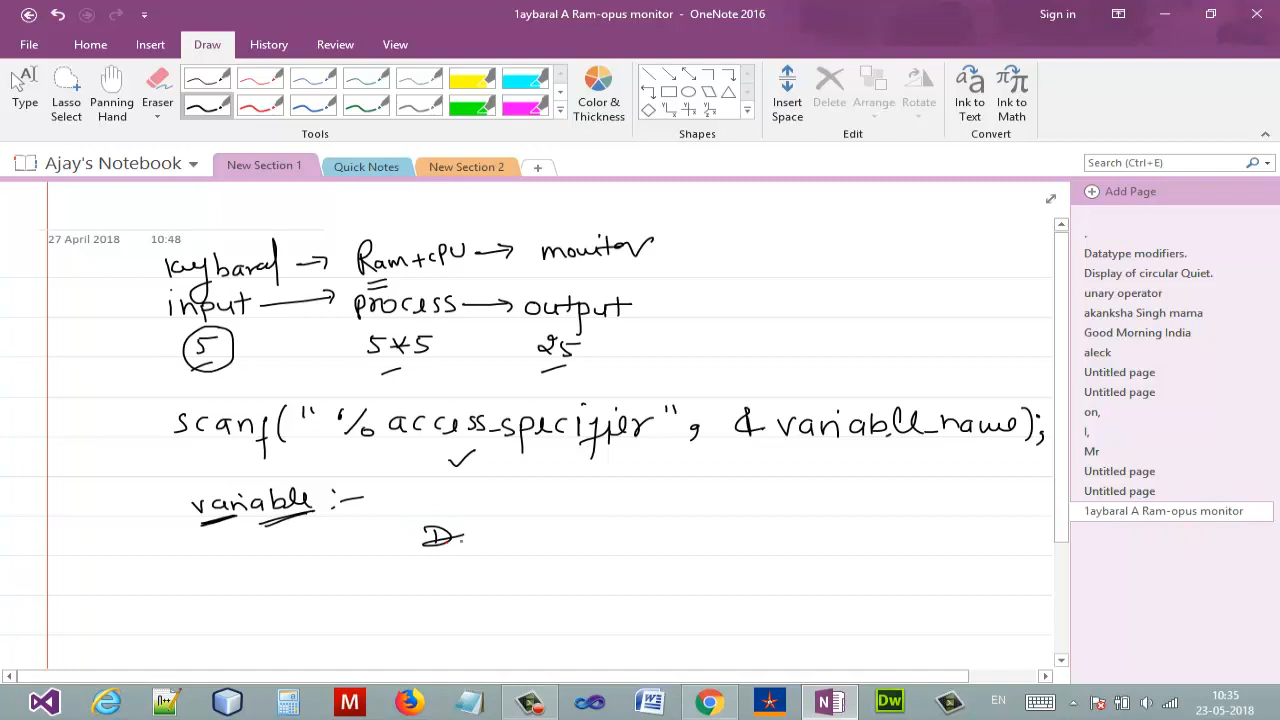 1aybaral A Ram-opus monitor - OneNote 2016
Sign in
File Home Insert Draw History Review View
Type
Lasso Select
Panning Hand
Eraser
Color & Thickness
Insert Space
Delete
Arrange
Rotate
Ink to Text
Ink to Math
Tools
Shapes
Edit
Convert
Ajay's Notebook
New Section 1
Quick Notes
New Section 2
Search (Ctrl+E)
Add Page
27 April 2018 10:48
keybarad → Ram+CPU → monitor
input → process → output
5 5*5 25
scanf("%access_specifier", &variable_name);
variable :-
D
.
Datatype modifiers.
Display of circular Quiet.
unary operator
akanksha Singh mama
Good Morning India
aleck
Untitled page
Untitled page
on,
l,
Mr
Untitled page
Untitled page
1aybaral A Ram-opus monitor
M
W
N
Dw
EN
10:35
23-05-2018